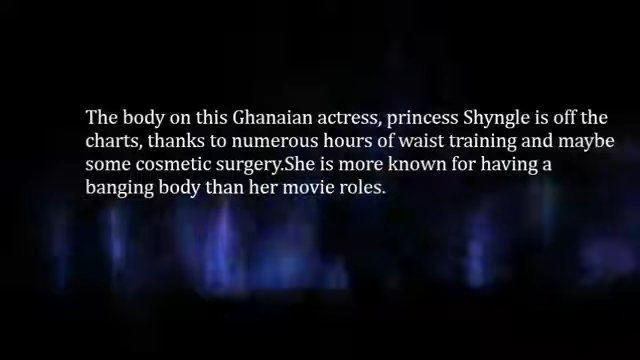 The body on this Ghanaian actress, princess Shyngle is off the
charts, thanks to numerous hours of waist training and maybe
some cosmetic surgery.She is more known for having a
banging body than her movie roles.